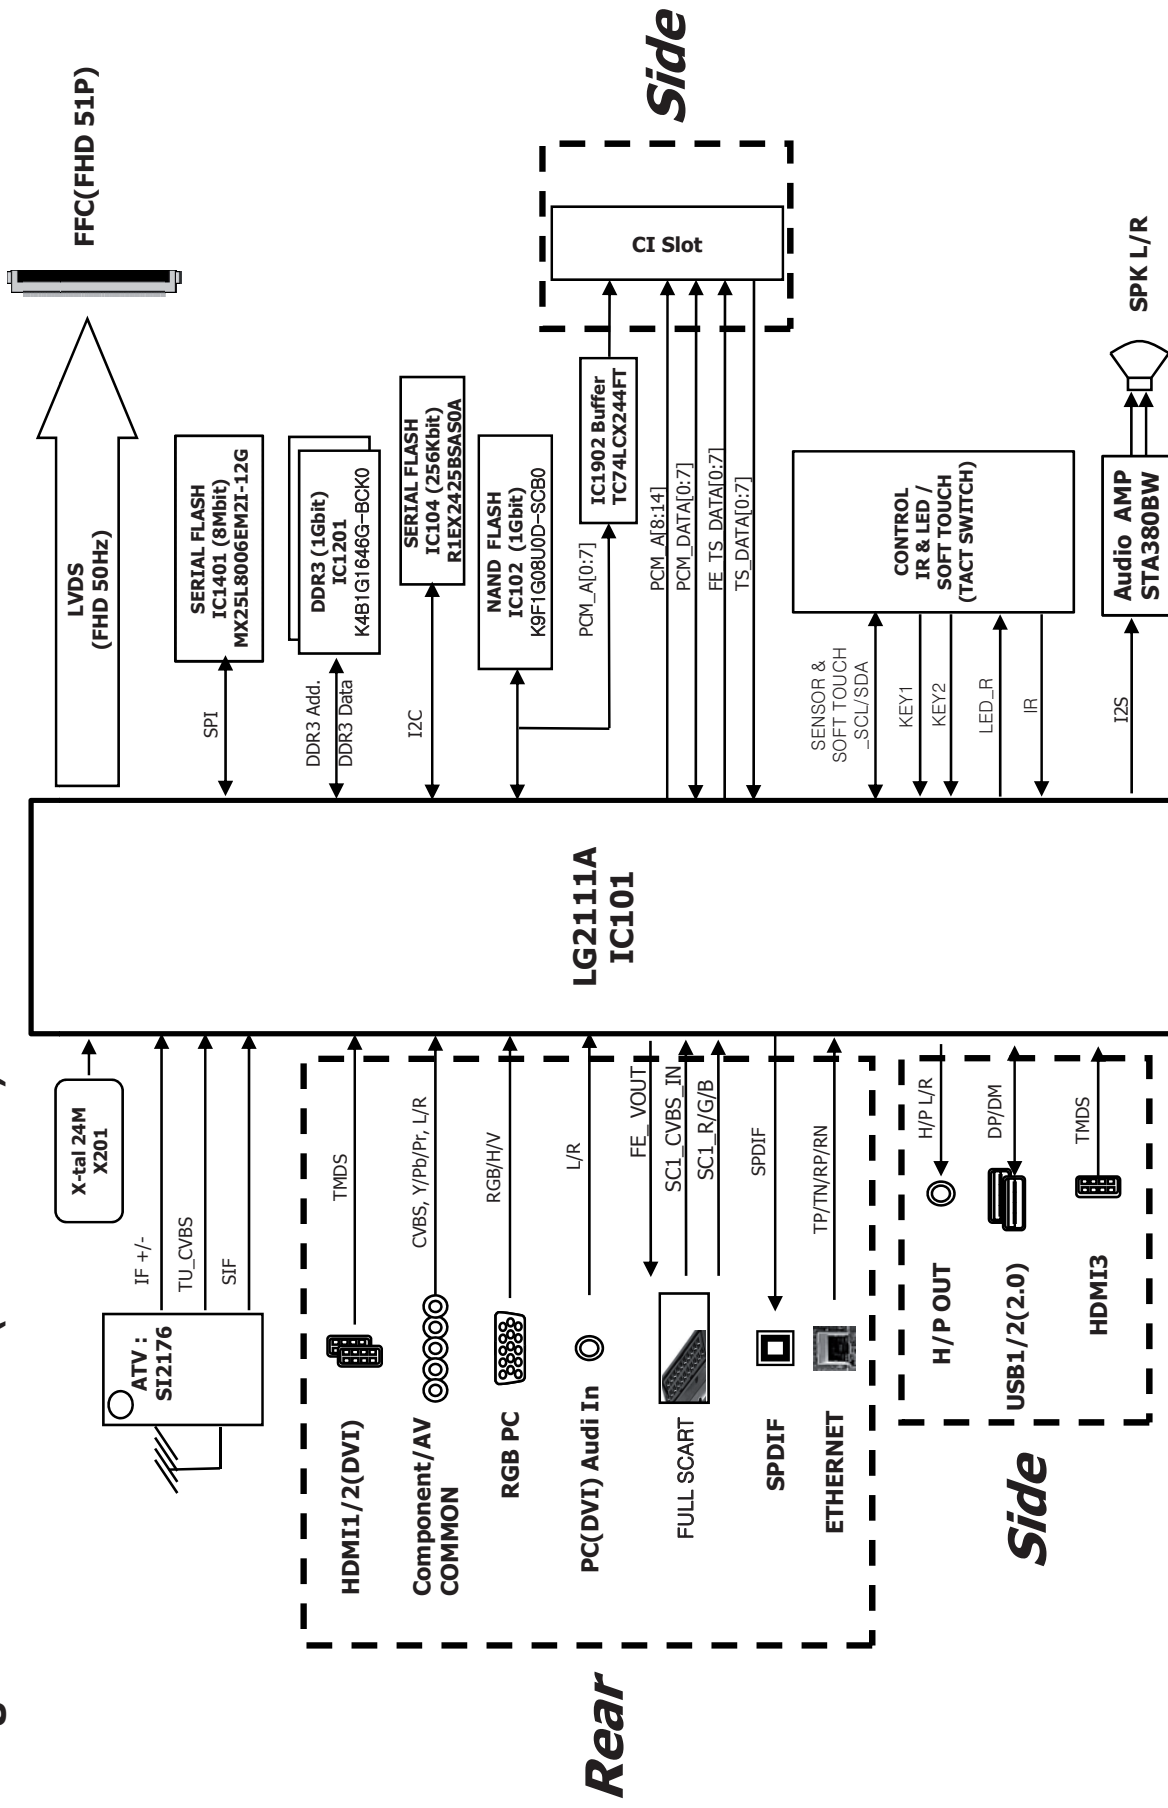 X-tal 24M
X201
ATV :
SI2176
IF +/-
TU_CVBS
SIF
Rear
HDMI1/2(DVI)
TMDS
Component/AV
COMMON
CVBS, Y/Pb/Pr, L/R
RGB PC
RGB/H/V
PC(DVI) Audi In
L/R
FULL SCART
FE_ VOUT
SC1_CVBS_IN
SC1_R/G/B
SPDIF
SPDIF
ETHERNET
TP/TN/RP/RN
Side
H/P OUT
H/P L/R
USB1/2(2.0)
DP/DM
HDMI3
TMDS
LG2111A
IC101
LVDS
(FHD 50Hz)
FFC(FHD 51P)
SPI
SERIAL FLASH
IC1401 (8Mbit)
MX25L8006EM2I-12G
DDR3 Add.
DDR3 Data
DDR3 (1Gbit)
IC1201
K4B1G1646G-BCK0
I2C
SERIAL FLASH
IC104 (256Kbit)
R1EX2425BSAS0A
NAND FLASH
IC102 (1Gbit)
K9F1G08U0D-SCB0
PCM_A[0:7]
IC1902 Buffer
TC74LCX244FT
PCM_A[8:14]
PCM_DATA[0:7]
FE_TS_DATA[0:7]
TS_DATA[0:7]
CI Slot
Side
SENSOR &
SOFT TOUCH
_SCL/SDA
KEY1
KEY2
LED_R
IR
CONTROL
IR & LED /
SOFT TOUCH
(TACT SWITCH)
I2S
Audio AMP
STA380BW
SPK L/R